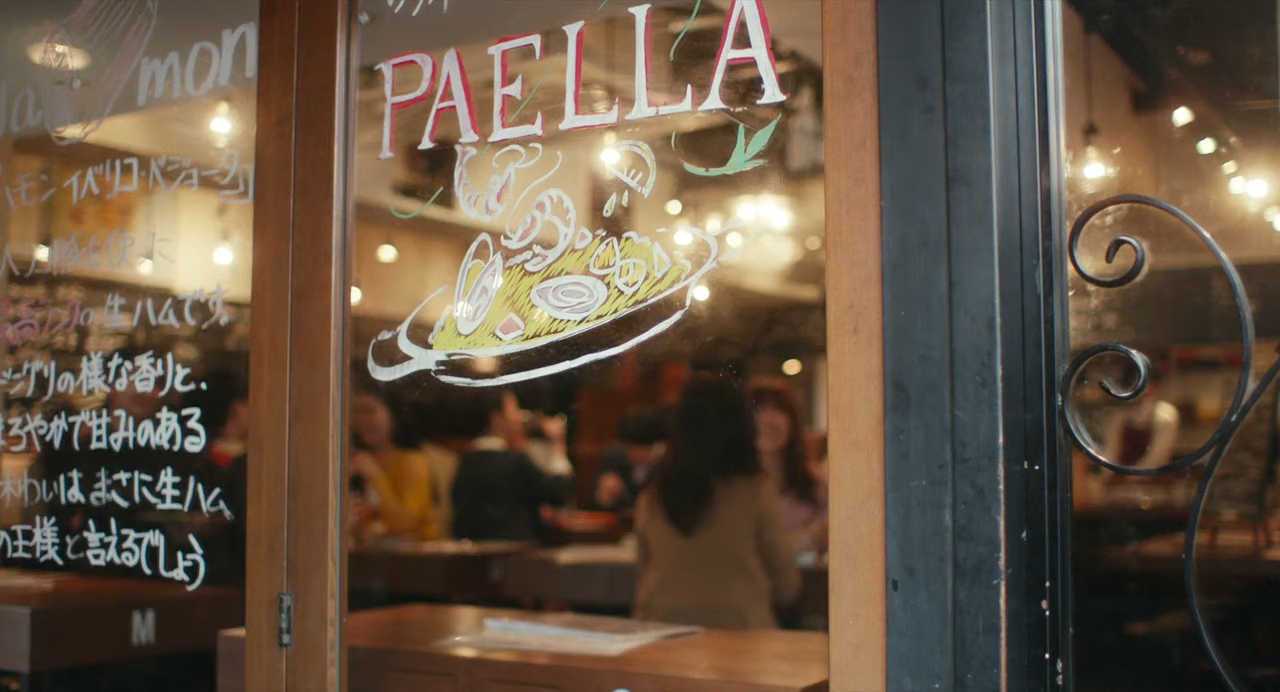 Ja mon
「ハモン イベリコ・ベジョータ」
の生ハムです。
の様な香りと、
まろやかで甘みのある
味わいは まさに生ハム
の王様と言えるでしょう
M
PAELLA